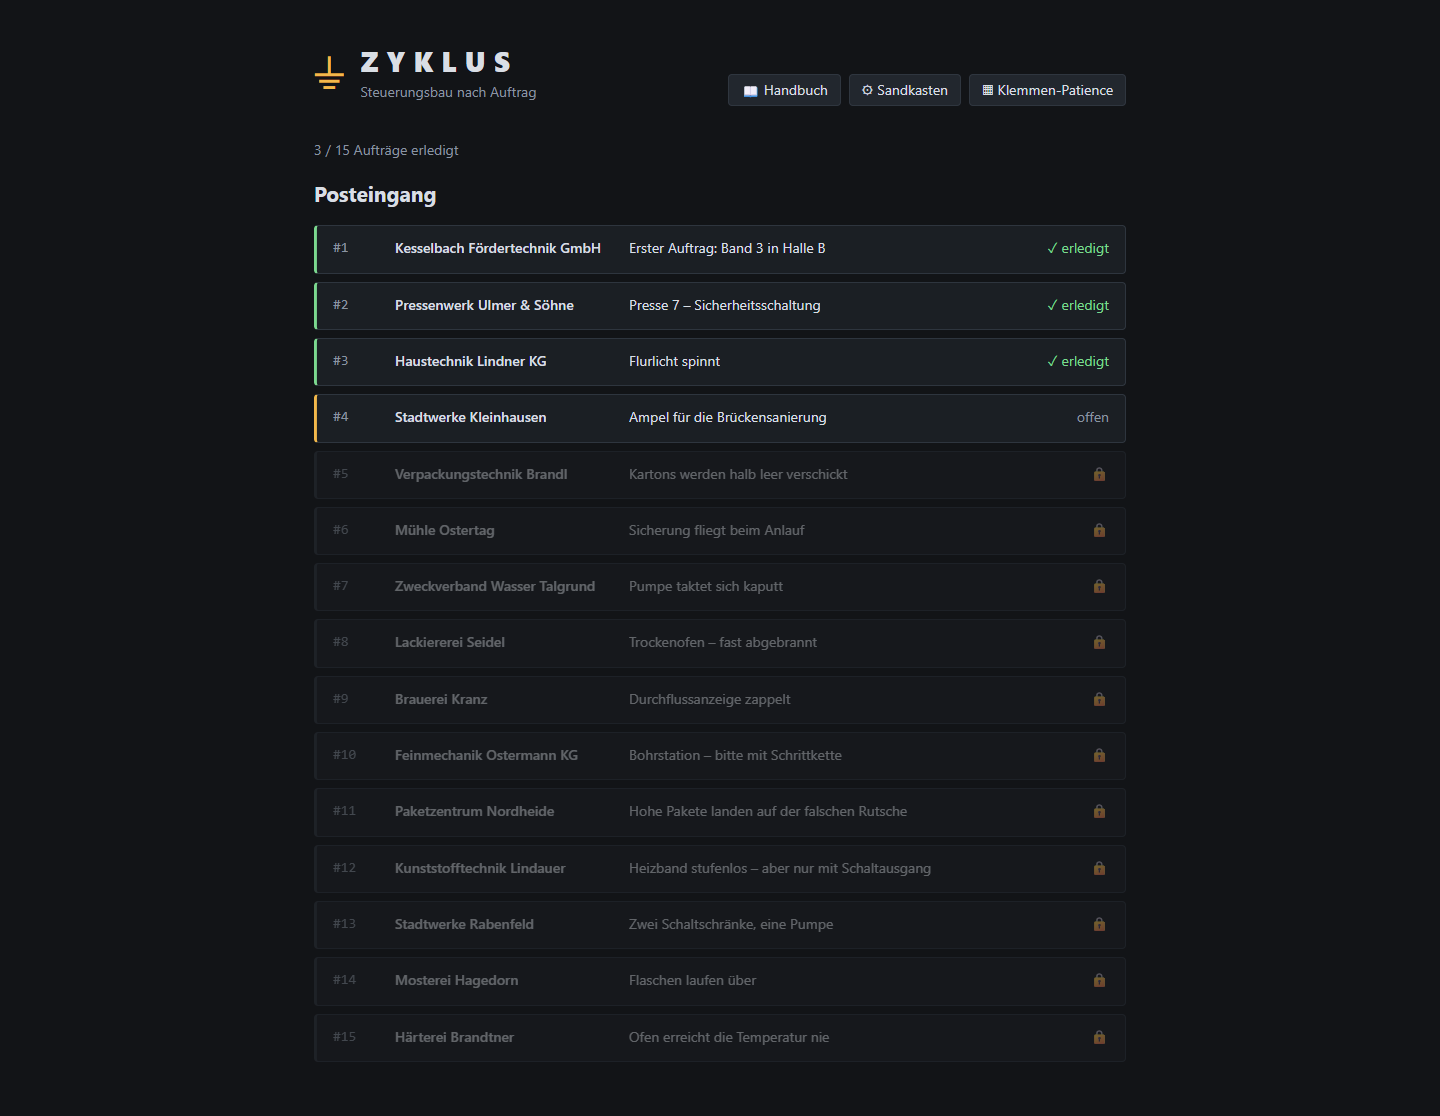 ZYKLUS
Steuerungsbau nach Auftrag
Handbuch
Sandkasten
Klemmen-Patience
3 / 15 Aufträge erledigt
Posteingang
#1 Kesselbach Fördertechnik GmbH Erster Auftrag: Band 3 in Halle B ✓ erledigt
#2 Pressenwerk Ulmer & Söhne Presse 7 – Sicherheitsschaltung ✓ erledigt
#3 Haustechnik Lindner KG Flurlicht spinnt ✓ erledigt
#4 Stadtwerke Kleinhausen Ampel für die Brückensanierung offen
#5 Verpackungstechnik Brandl Kartons werden halb leer verschickt
#6 Mühle Ostertag Sicherung fliegt beim Anlauf
#7 Zweckverband Wasser Talgrund Pumpe taktet sich kaputt
#8 Lackiererei Seidel Trockenofen – fast abgebrannt
#9 Brauerei Kranz Durchflussanzeige zappelt
#10 Feinmechanik Ostermann KG Bohrstation – bitte mit Schrittkette
#11 Paketzentrum Nordheide Hohe Pakete landen auf der falschen Rutsche
#12 Kunststofftechnik Lindauer Heizband stufenlos – aber nur mit Schaltausgang
#13 Stadtwerke Rabenfeld Zwei Schaltschränke, eine Pumpe
#14 Mosterei Hagedorn Flaschen laufen über
#15 Härterei Brandtner Ofen erreicht die Temperatur nie